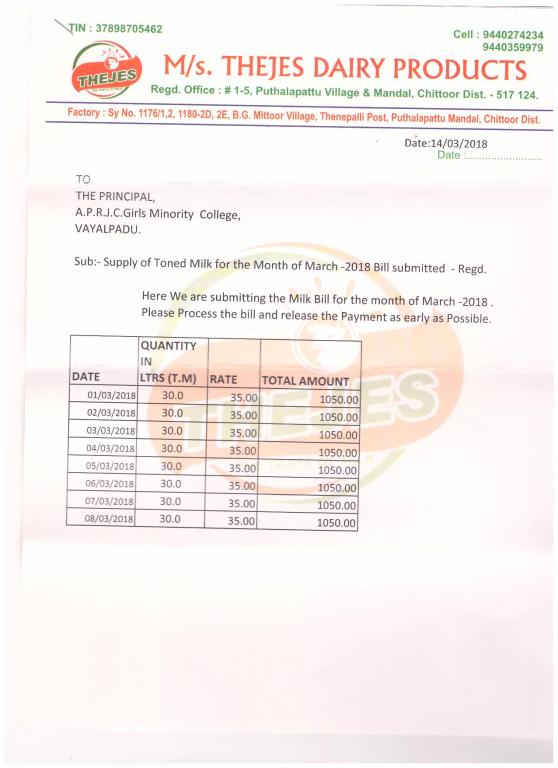 TIN : 37898705462
Cell : 9440274234
9440359979
THEJES
M/s. THEJES DAIRY PRODUCTS
Regd. Office : # 1-5, Puthalapattu Village & Mandal, Chittoor Dist. - 517 124.
Factory : Sy No. 1176/1,2, 1180-2D, 2E, B.G. Mittoor Village, Thenepalli Post, Puthalapattu Mandal, Chittoor Dist.
Date:14/03/2018
Date :..........................
TO
THE PRINCIPAL,
A.P.R.J.C.Girls Minority College,
VAYALPADU.
Sub:- Supply of Toned Milk for the Month of March -2018 Bill submitted - Regd.
Here We are submitting the Milk Bill for the month of March -2018 .
Please Process the bill and release the Payment as early as Possible.
DATE QUANTITY IN LTRS (T.M) RATE TOTAL AMOUNT
01/03/2018 30.0 35.00 1050.00
02/03/2018 30.0 35.00 1050.00
03/03/2018 30.0 35.00 1050.00
04/03/2018 30.0 35.00 1050.00
05/03/2018 30.0 35.00 1050.00
06/03/2018 30.0 35.00 1050.00
07/03/2018 30.0 35.00 1050.00
08/03/2018 30.0 35.00 1050.00
THEJES